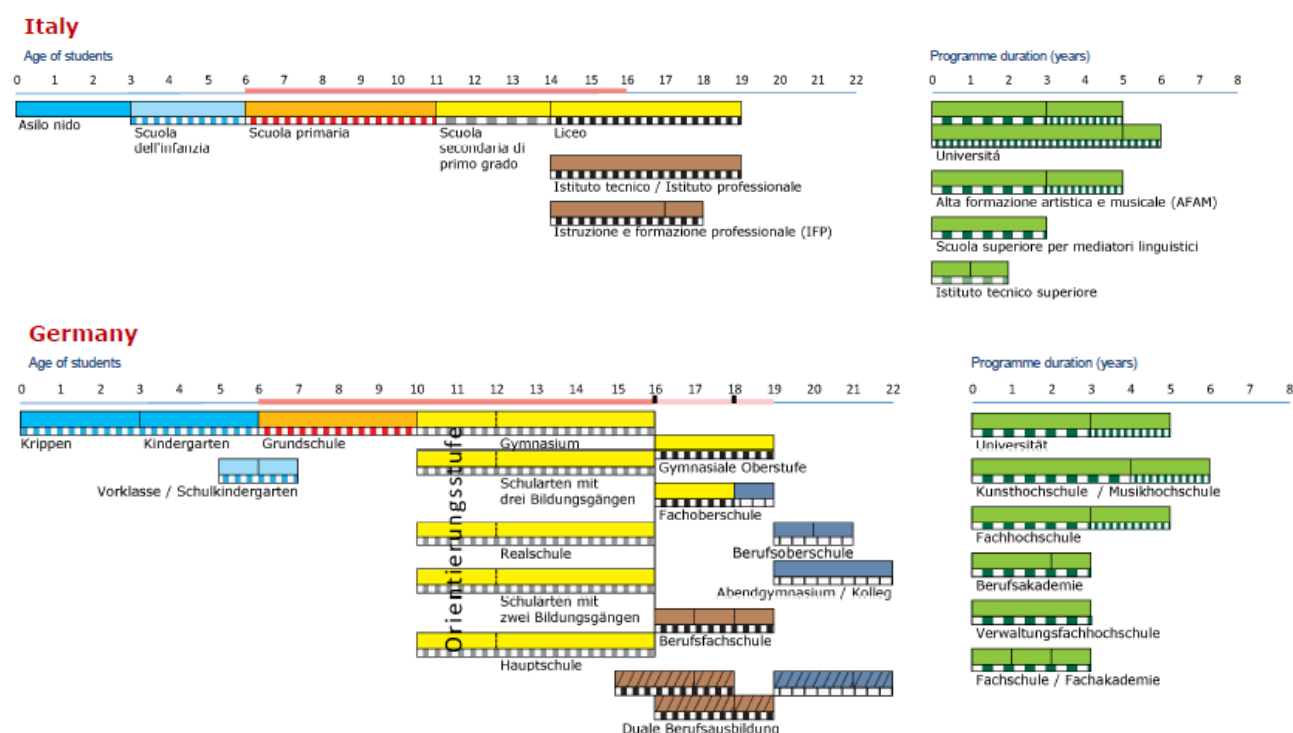 Italy
Age of students
Programme duration (years)
0 1 2 3 4 5 6 7 8 9 10 11 12 13 14 15 16 17 18 19 20 21 22
0 1 2 3 4 5 6 7 8
Asilo nido
Scuola
dell'infanzia
Scuola primaria
Scuola
secondaria di
primo grado
Liceo
Istituto tecnico / Istituto professionale
Istruzione e formazione professionale (IFP)
Universitá
Alta formazione artistica e musicale (AFAM)
Scuola superiore per mediatori linguistici
Istituto tecnico superiore
Germany
Age of students
Programme duration (years)
0 1 2 3 4 5 6 7 8 9 10 11 12 13 14 15 16 17 18 19 20 21 22
0 1 2 3 4 5 6 7 8
Krippen
Kindergarten
Grundschule
Vorklasse / Schulkindergarten
Orientierungsstufe
Gymnasium
Schularten mit
drei Bildungsgängen
Realschule
Schularten mit
zwei Bildungsgängen
Hauptschule
Gymnasiale Oberstufe
Fachoberschule
Berufsoberschule
Abendgymnasium / Kolleg
Berufsfachschule
Duale Berufsausbildung
Universität
Kunsthochschule / Musikhochschule
Fachhochschule
Berufsakademie
Verwaltungsfachhochschule
Fachschule / Fachakademie